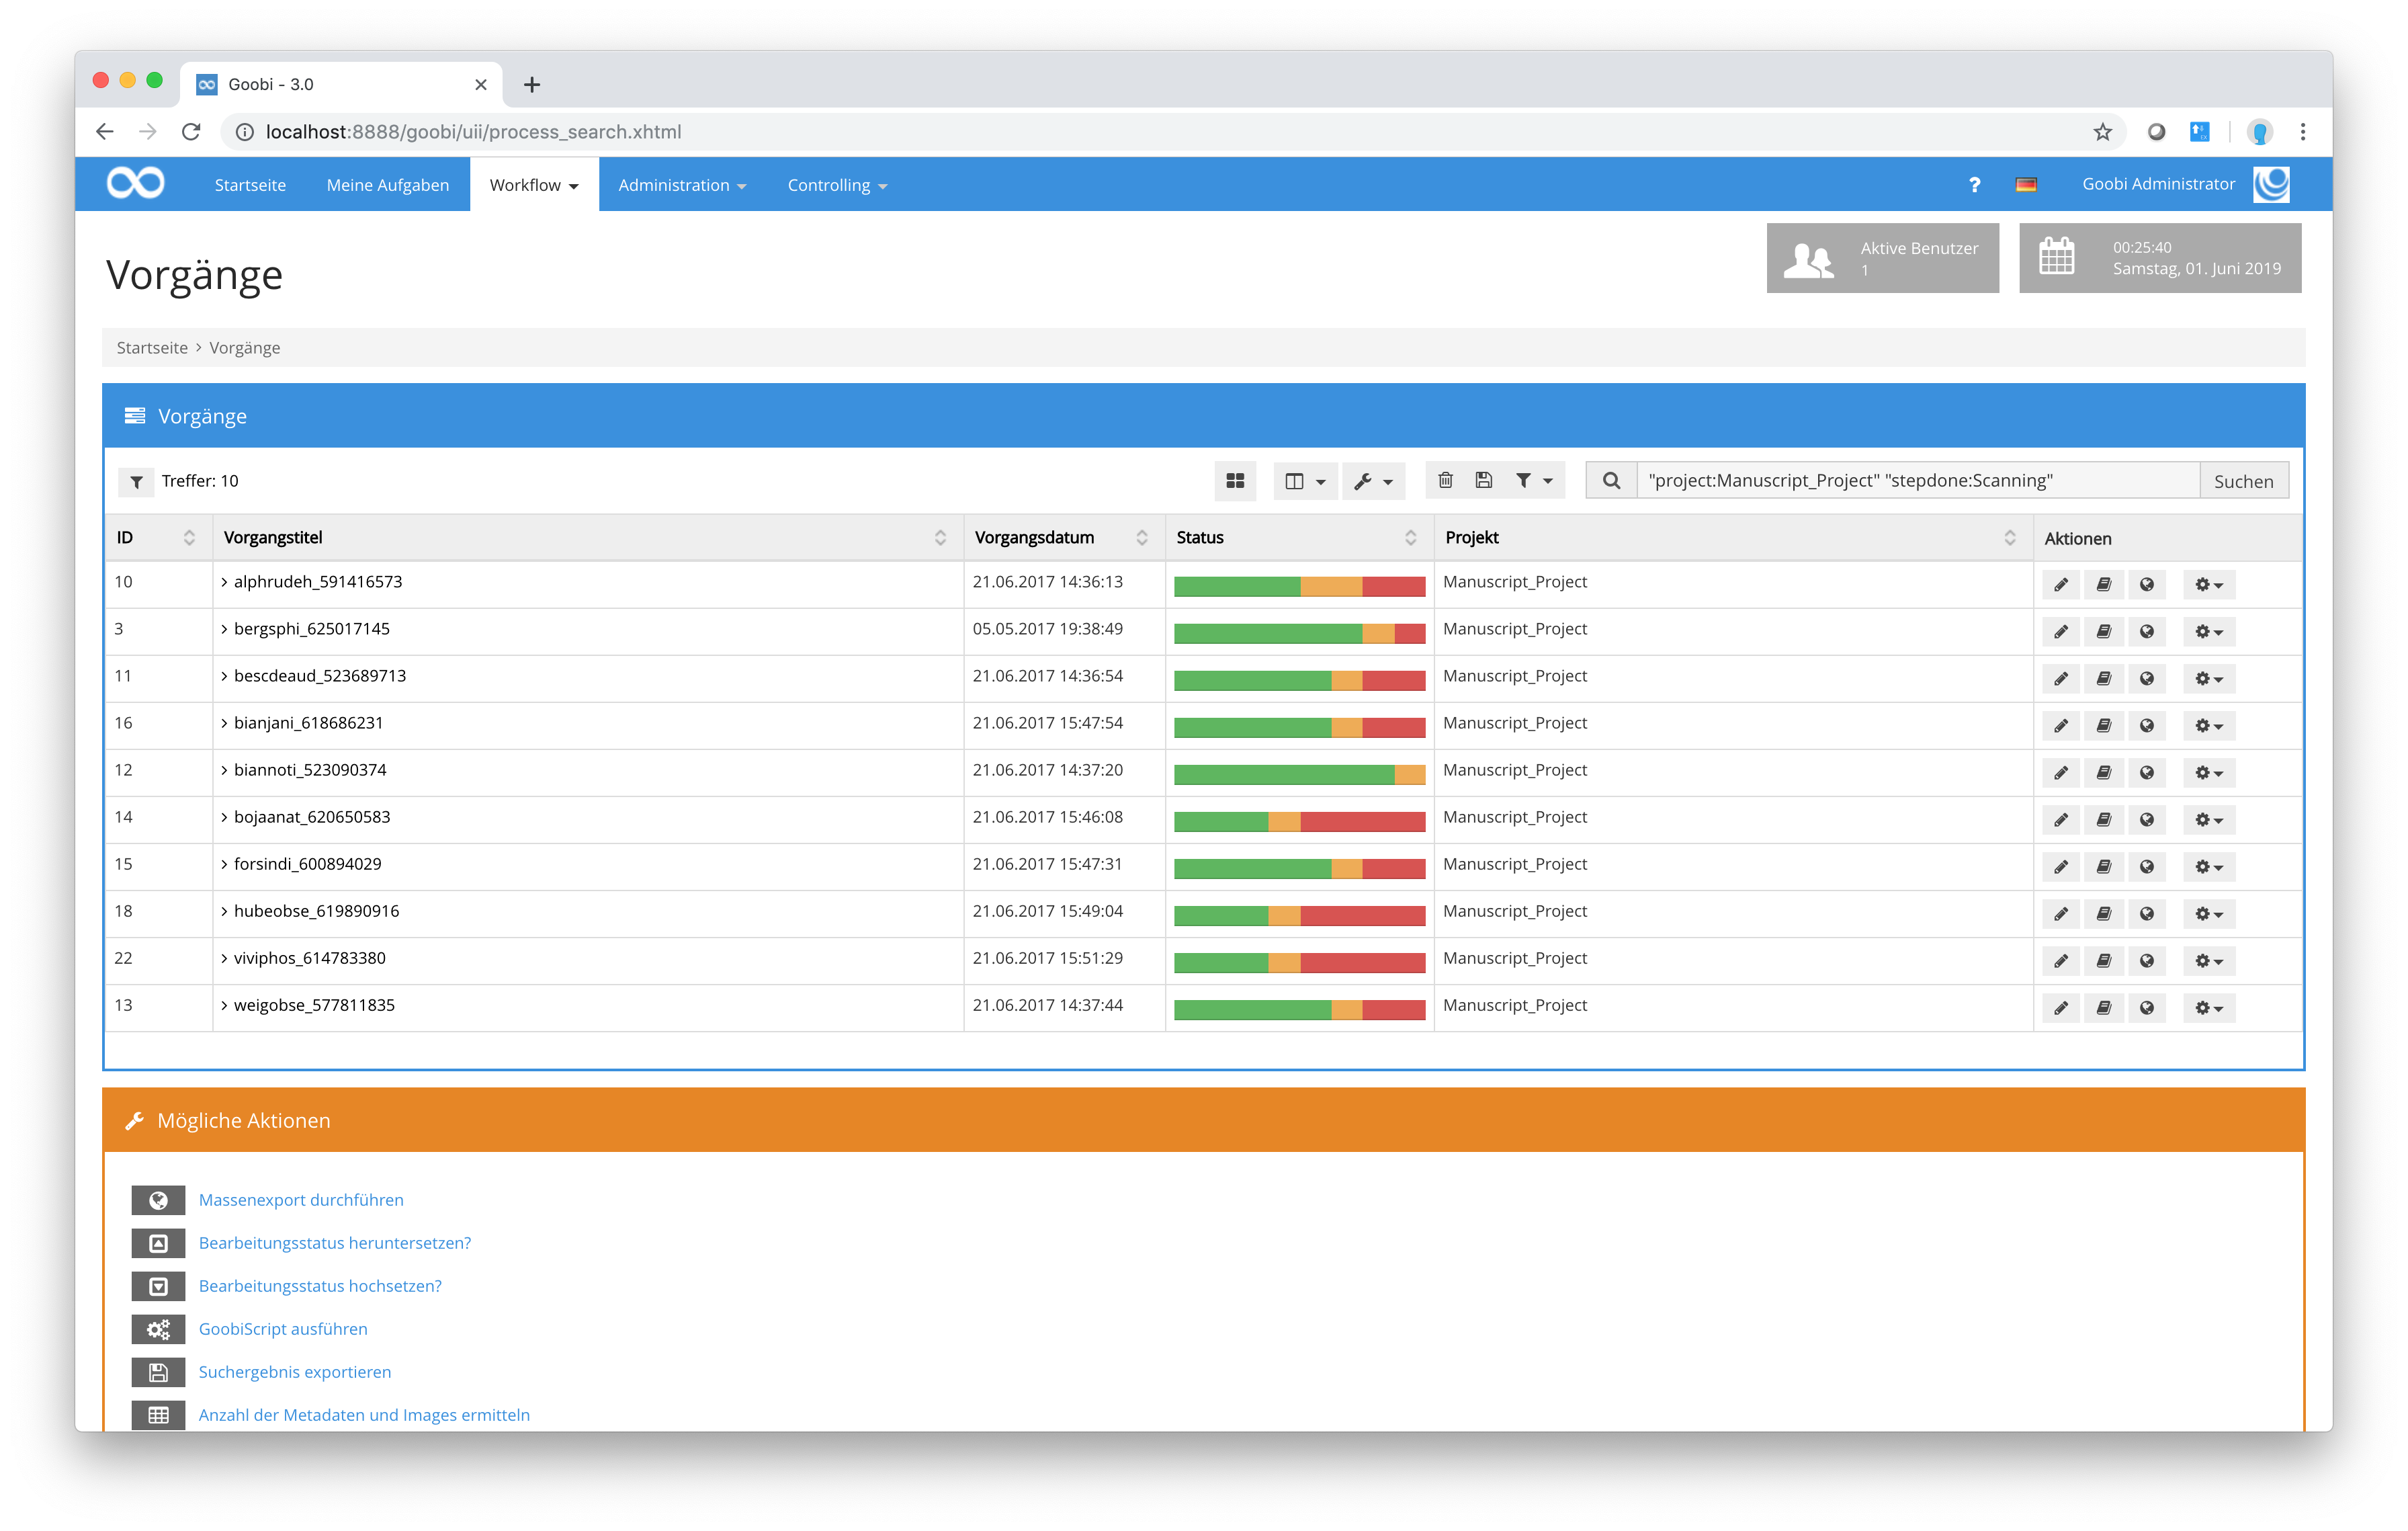 Goobi - 3.0
localhost:8888/goobi/uii/process_search.xhtml
Startseite Meine Aufgaben Workflow Administration Controlling ? Goobi Administrator
Vorgänge
Aktive Benutzer
1
00:25:40
Samstag, 01. Juni 2019
Startseite > Vorgänge
Vorgänge
Treffer: 10 "project:Manuscript_Project" "stepdone:Scanning" Suchen
ID Vorgangstitel Vorgangsdatum Status Projekt Aktionen
10 alphrudeh_591416573 21.06.2017 14:36:13 Manuscript_Project
3 bergsphi_625017145 05.05.2017 19:38:49 Manuscript_Project
11 bescdeaud_523689713 21.06.2017 14:36:54 Manuscript_Project
16 bianjani_618686231 21.06.2017 15:47:54 Manuscript_Project
12 biannoti_523090374 21.06.2017 14:37:20 Manuscript_Project
14 bojaanat_620650583 21.06.2017 15:46:08 Manuscript_Project
15 forsindi_600894029 21.06.2017 15:47:31 Manuscript_Project
18 hubeobse_619890916 21.06.2017 15:49:04 Manuscript_Project
22 viviphos_614783380 21.06.2017 15:51:29 Manuscript_Project
13 weigobse_577811835 21.06.2017 14:37:44 Manuscript_Project
Mögliche Aktionen
Massenexport durchführen
Bearbeitungsstatus heruntersetzen?
Bearbeitungsstatus hochsetzen?
GoobiScript ausführen
Suchergebnis exportieren
Anzahl der Metadaten und Images ermitteln